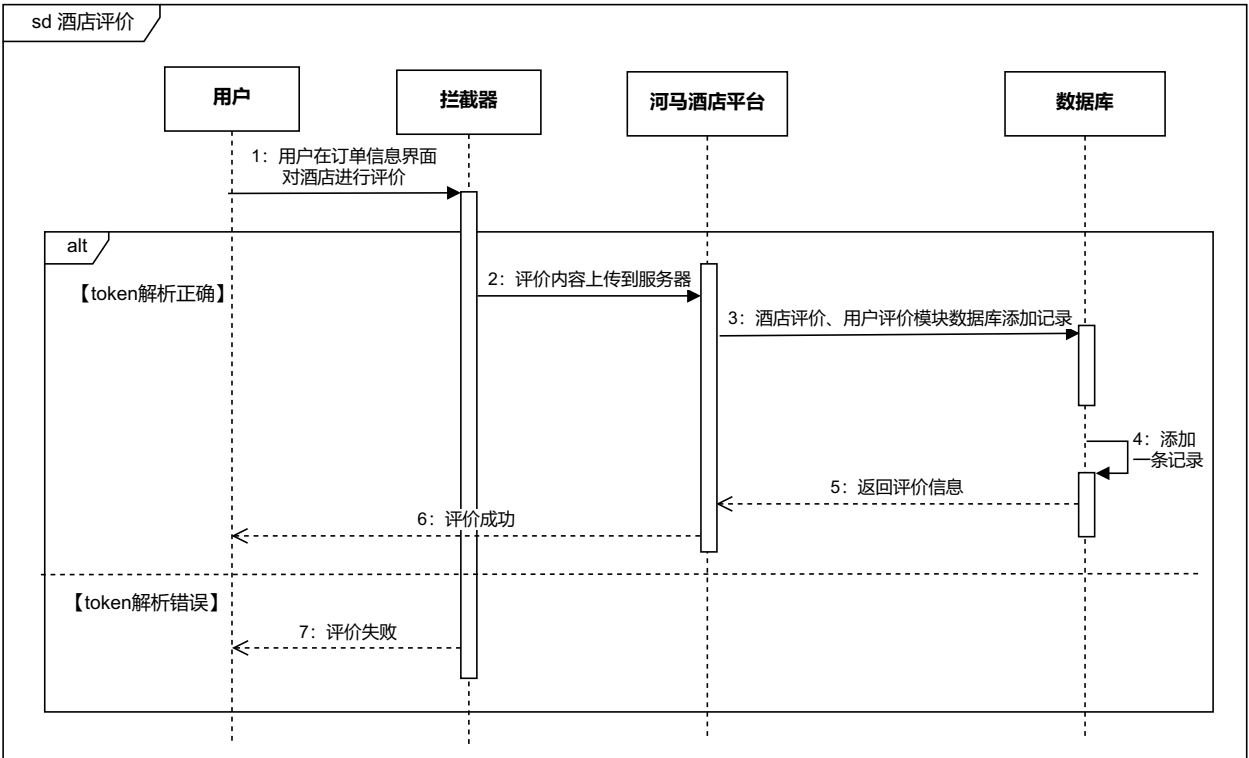 sd 酒店评价
用户
拦截器
河马酒店平台
数据库
1：用户在订单信息界面
对酒店进行评价
alt
【token解析正确】
2：评价内容上传到服务器
3：酒店评价、用户评价模块数据库添加记录
4：添加
一条记录
5：返回评价信息
6：评价成功
【token解析错误】
7：评价失败